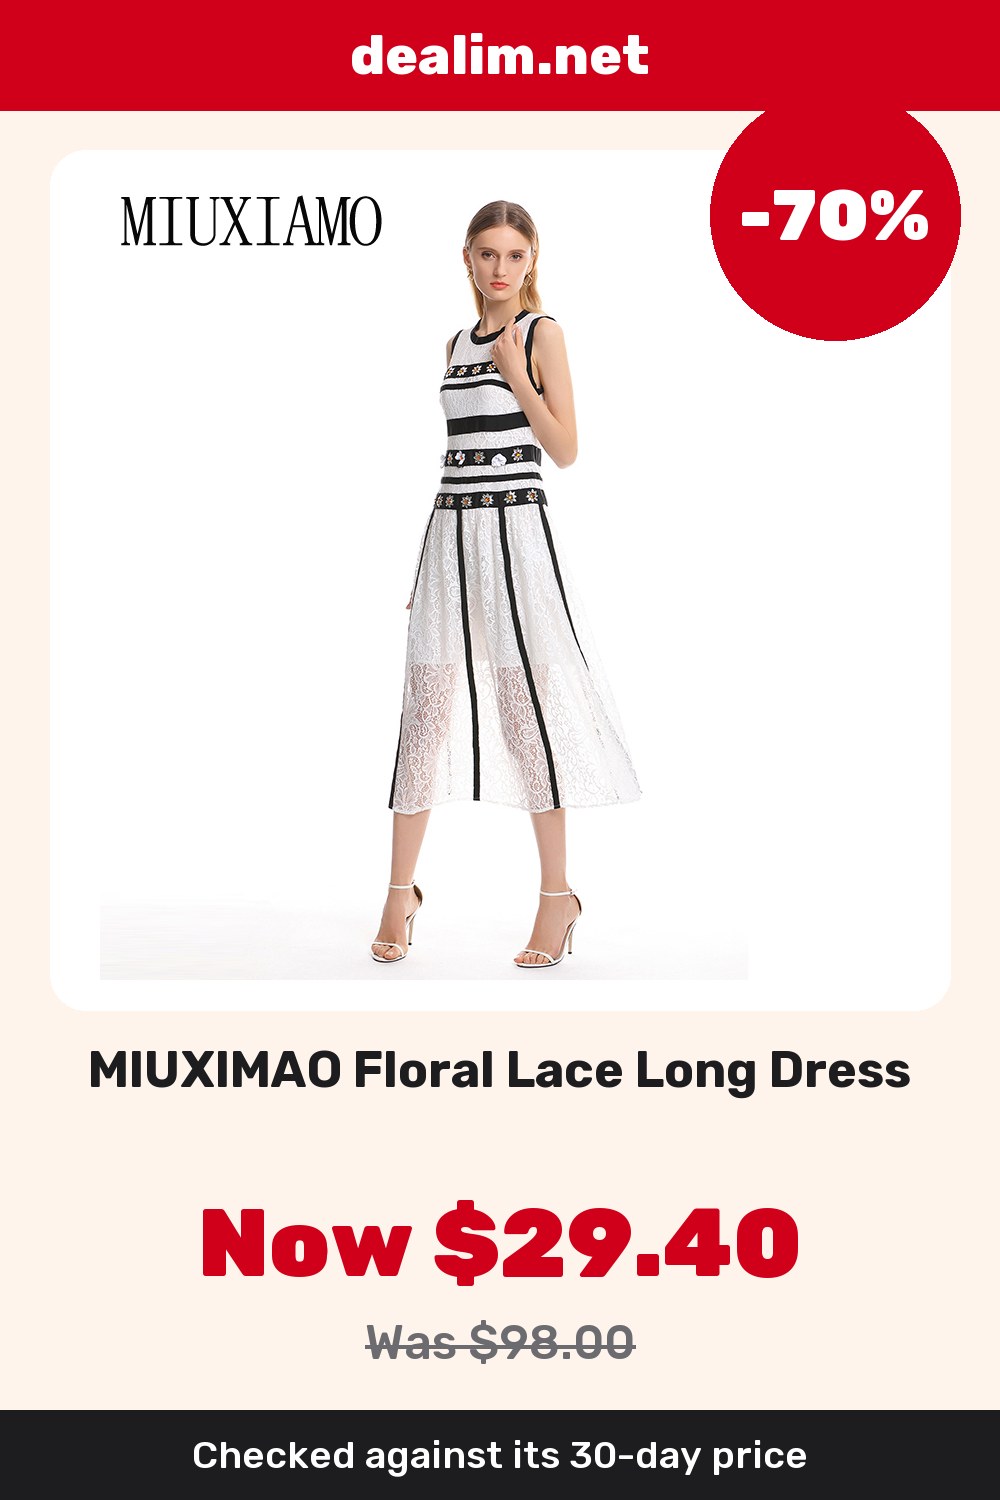 dealim.net
-70%
MIUXIAMO
MIUXIMAO Floral Lace Long Dress
Now $29.40
Was $98.00
Checked against its 30-day price